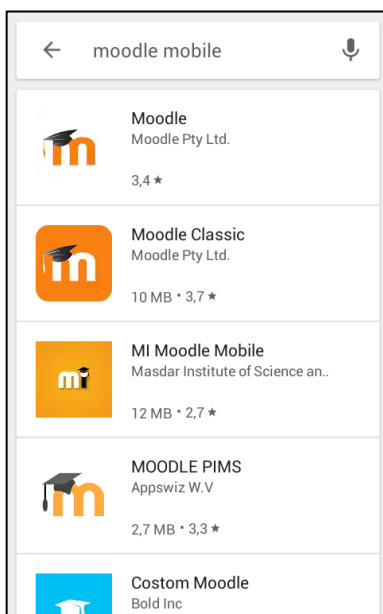 moodle mobile
Moodle
Moodle Pty Ltd.
3,4 ★
Moodle Classic
Moodle Pty Ltd.
10 MB • 3,7 ★
MI Moodle Mobile
Masdar Institute of Science an..
12 MB • 2,7 ★
MOODLE PIMS
Appswiz W.V
2,7 MB • 3,3 ★
Costom Moodle
Bold Inc